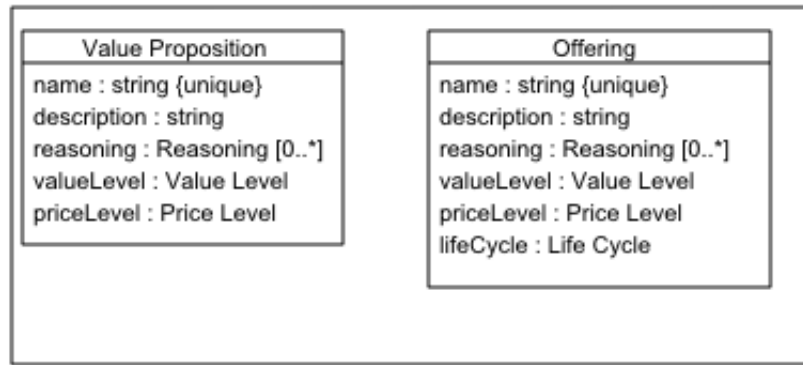 Value Proposition
name : string {unique}
description : string
reasoning : Reasoning [0..*]
valueLevel : Value Level
priceLevel : Price Level
Offering
name : string {unique}
description : string
reasoning : Reasoning [0..*]
valueLevel : Value Level
priceLevel : Price Level
lifeCycle : Life Cycle